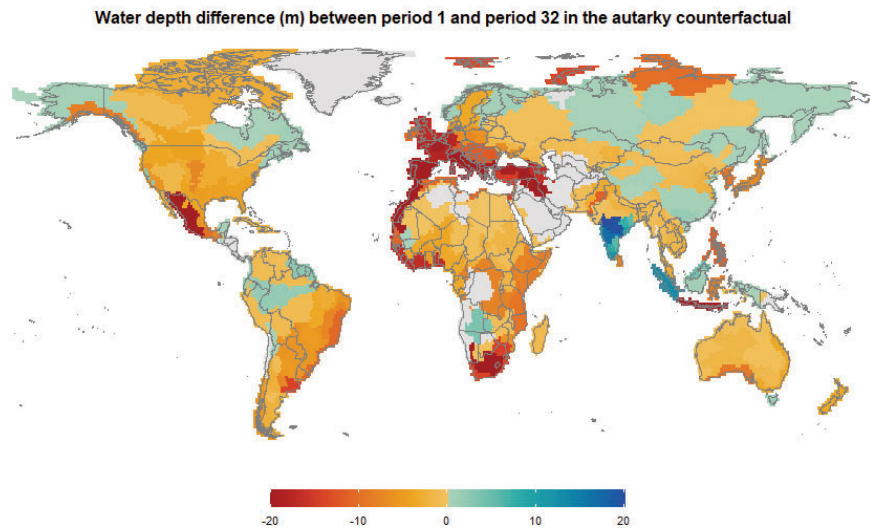 Water depth difference (m) between period 1 and period 32 in the autarky counterfactual
-20 -10 0 10 20